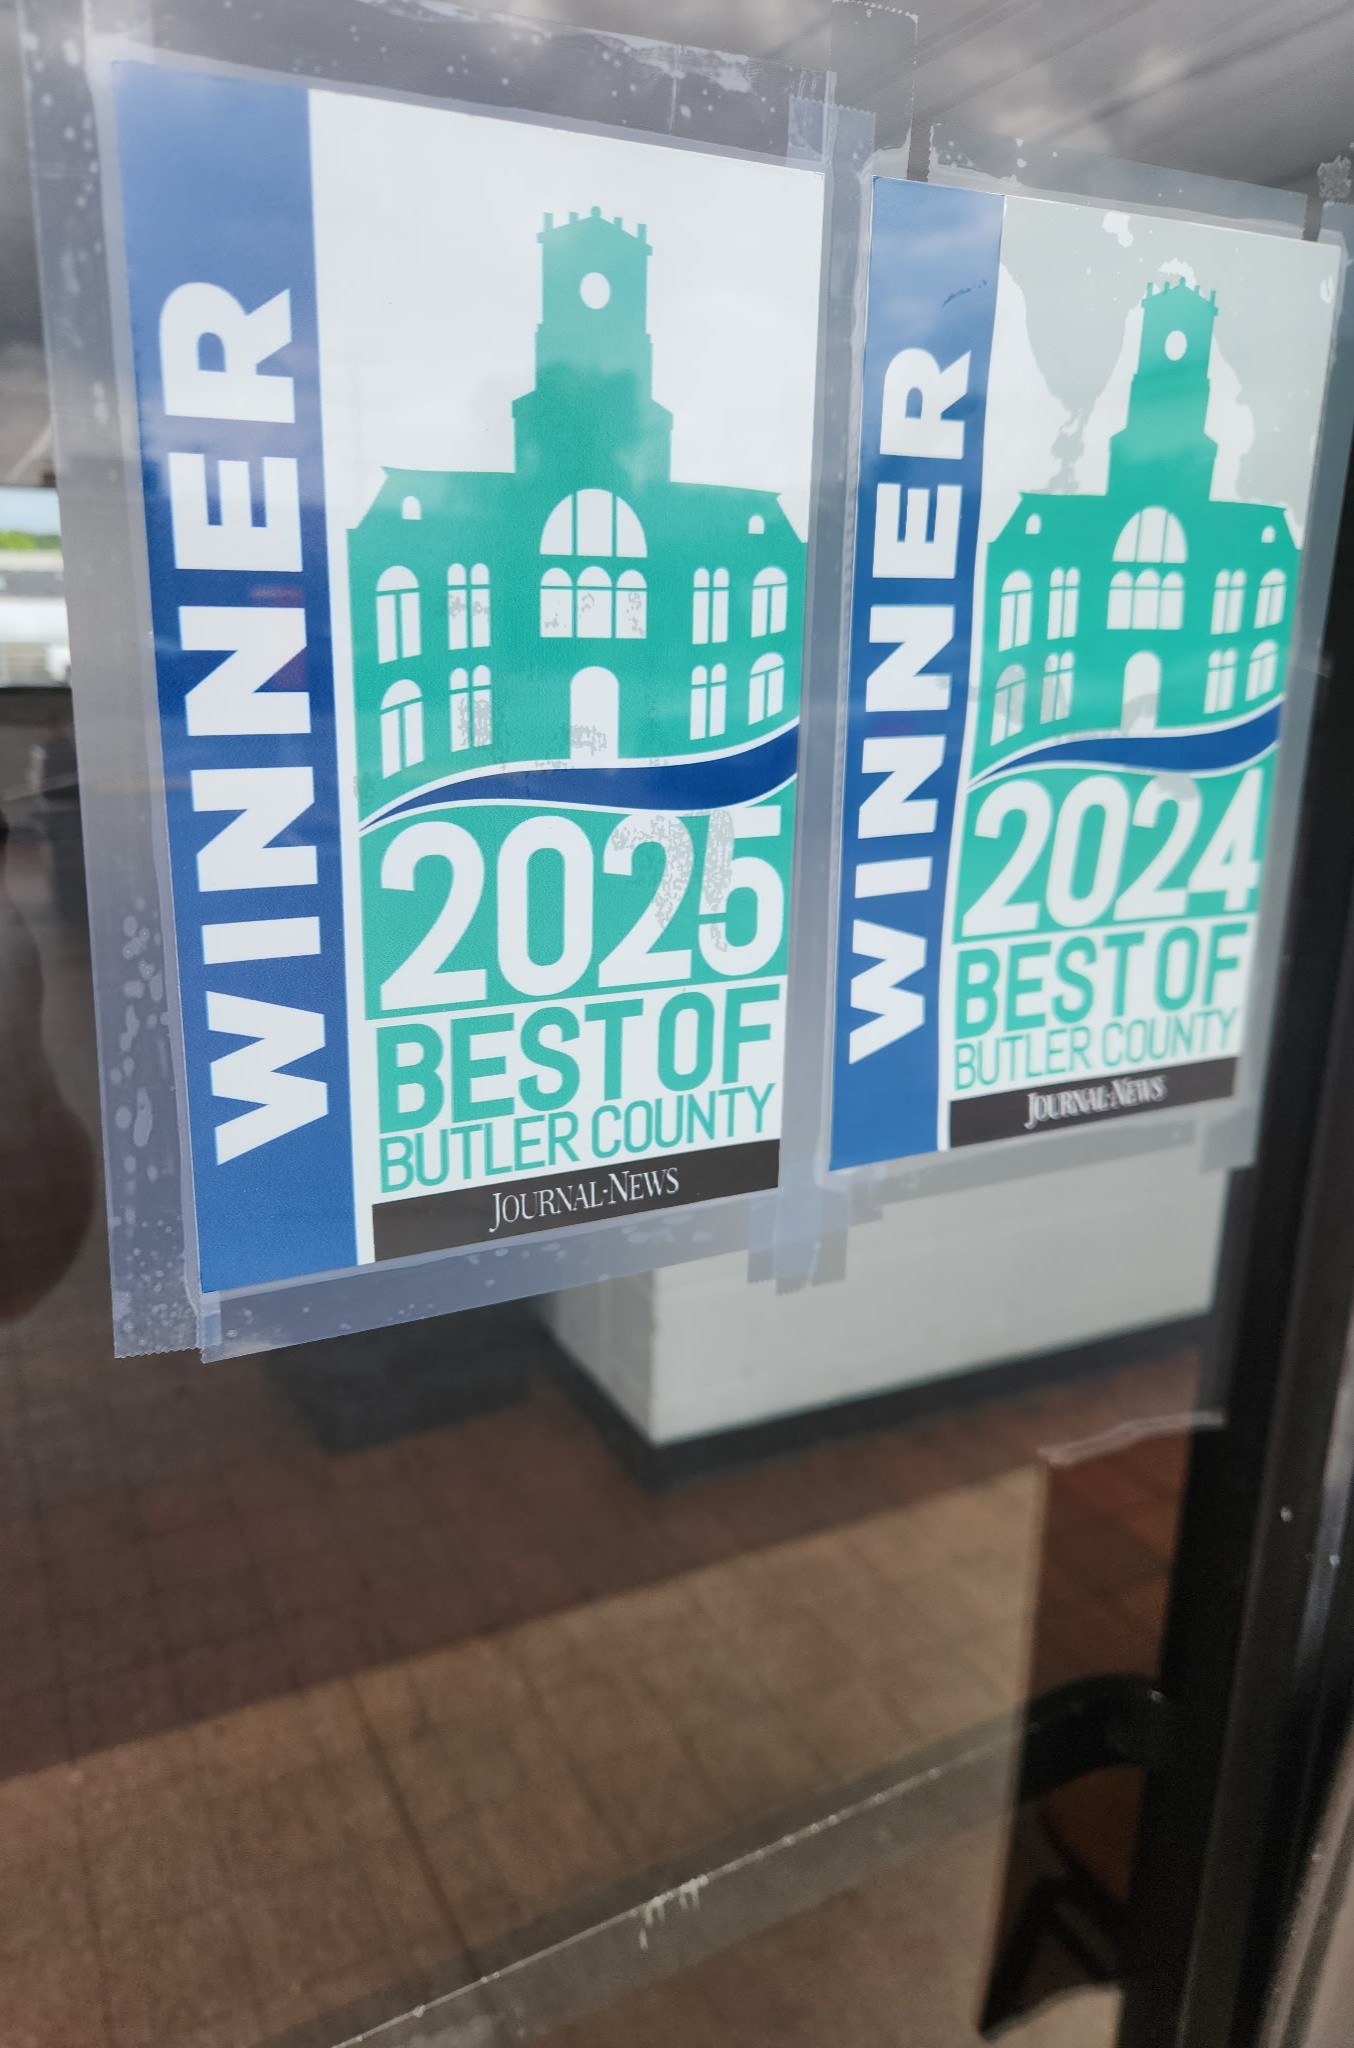 WINNER
2025
BEST OF
BUTLER COUNTY
JOURNAL-NEWS
WINNER
2024
BEST OF
BUTLER COUNTY
JOURNAL-NEWS